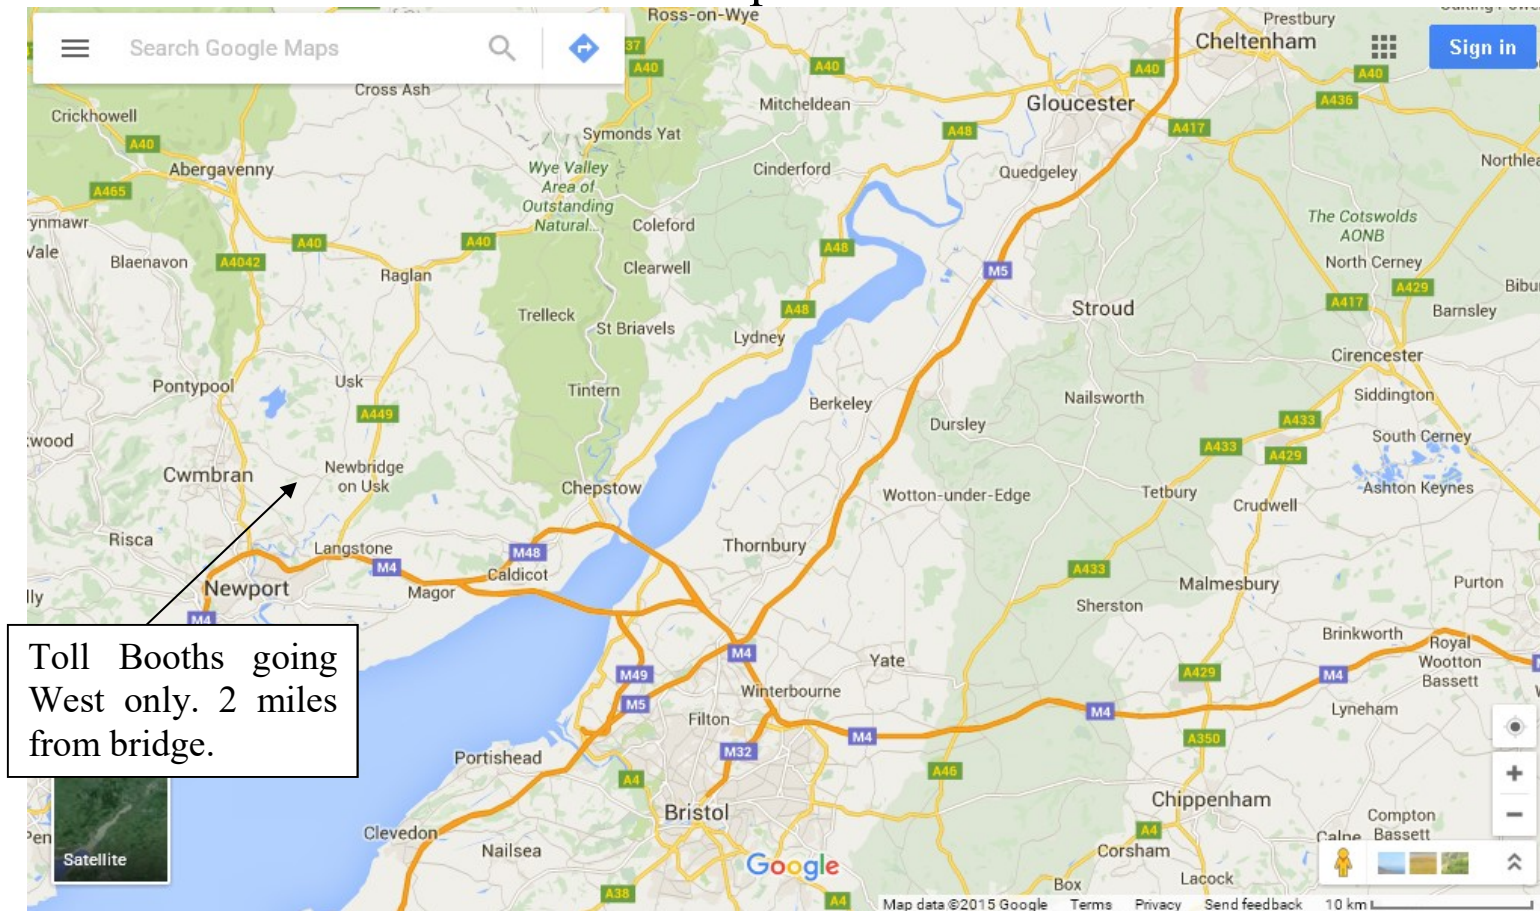 Ross-on-Wye
Prestbury
Search Google Maps
Cheltenham
Sign in
37
A40
A40
A40
A40
Cross Ash
Mitcheldean
Gloucester
A436
Crickhowell
Symonds Yat
A48
A417
A40
Abergavenny
Wye Valley
Area of
Outstanding
Natural...
Cinderford
Quedgeley
Northlea
A465
rynmawr
Coleford
The Cotswolds
AONB
A40
A40
A48
Vale
Blaenavon
A4042
Raglan
Clearwell
M5
North Cerney
A429
Bibu
Trelleck
St Briavels
A48
Lydney
Stroud
A417
Barnsley
Cirencester
Pontypool
Usk
Tintern
Berkeley
Nailsworth
Siddington
A449
Dursley
A433
kwood
A433
A429
South Cerney
Cwmbran
Newbridge
on Usk
Chepstow
Wotton-under-Edge
Tetbury
Crudwell
Ashton Keynes
Risca
Langstone
M48
Thornbury
M4
Caldicot
A433
lly
Newport
Magor
Malmesbury
Purton
Sherston
M4
Toll Booths going
West only. 2 miles
from bridge.
M4
Brinkworth
Royal
Wootton
Bassett
M49
Yate
A429
M4
M5
Winterbourne
Filton
M4
Lyneham
M32
M4
A350
Portishead
A4
A46
Bristol
Chippenham
Compton
Bassett
Clevedon
Pen
Calne
A4
Satellite
Nailsea
Google
Corsham
Box
Lacock
A38
A4
Map data ©2015 Google
Terms
Privacy
Send feedback
10 km